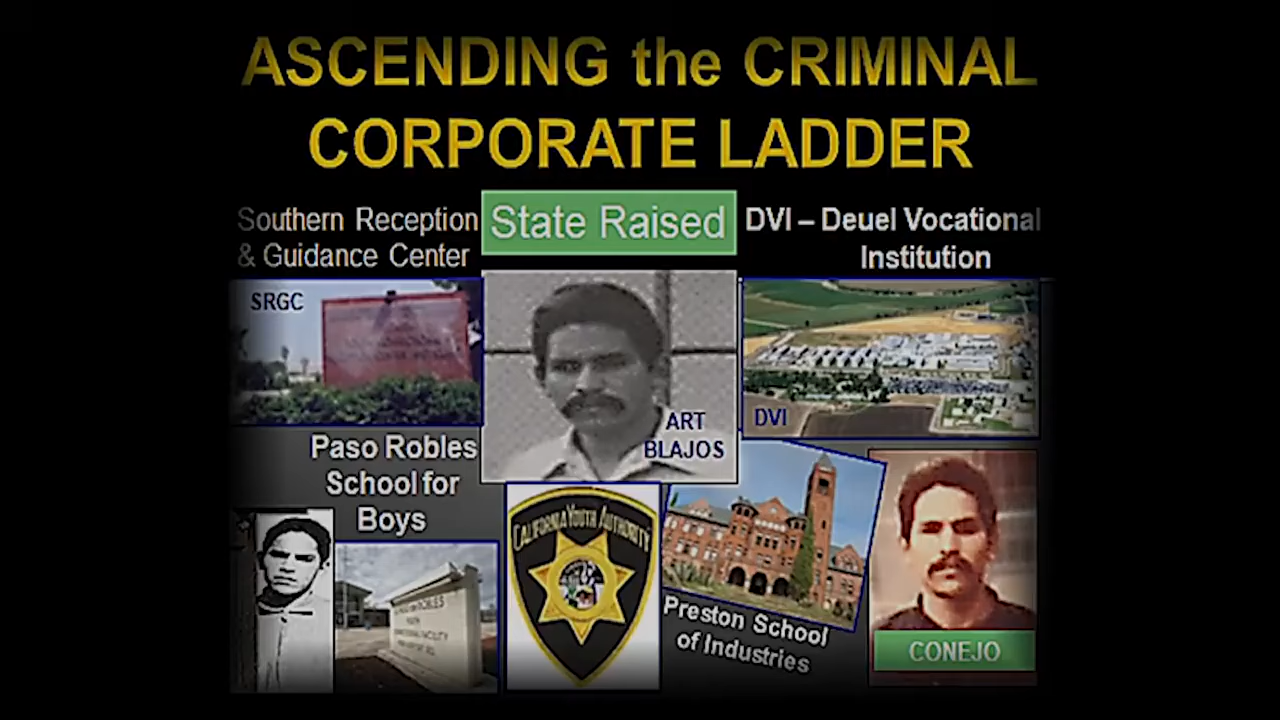 ASCENDING the CRIMINAL
CORPORATE LADDER
Southern Reception
& Guidance Center
State Raised
DVI – Deuel Vocational
Institution
SRGC
ART
BLAJOS
DVI
Paso Robles
School for
Boys
CALIFORNIA YOUTH AUTHORITY
Preston School
of Industries
CONEJO